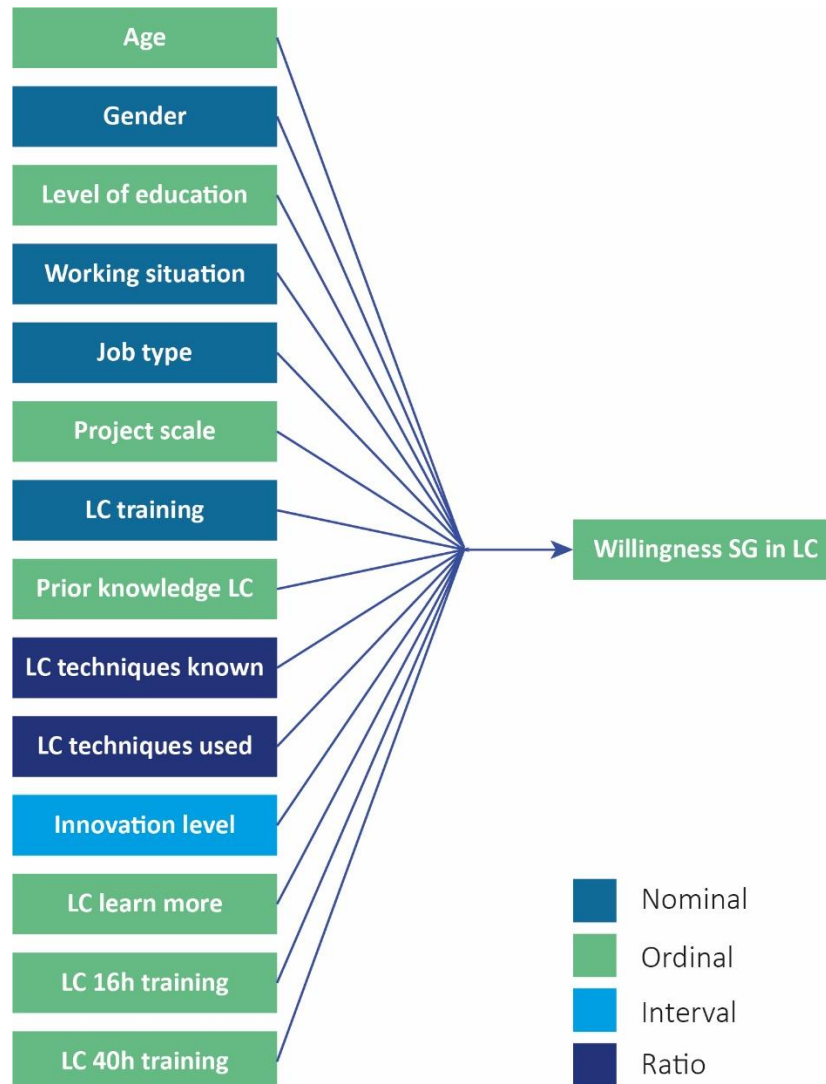 Age
Gender
Level of education
Working situation
Job type
Project scale
LC training
Prior knowledge LC
LC techniques known
LC techniques used
Innovation level
LC learn more
LC 16h training
LC 40h training
Willingness SG in LC
Nominal
Ordinal
Interval
Ratio